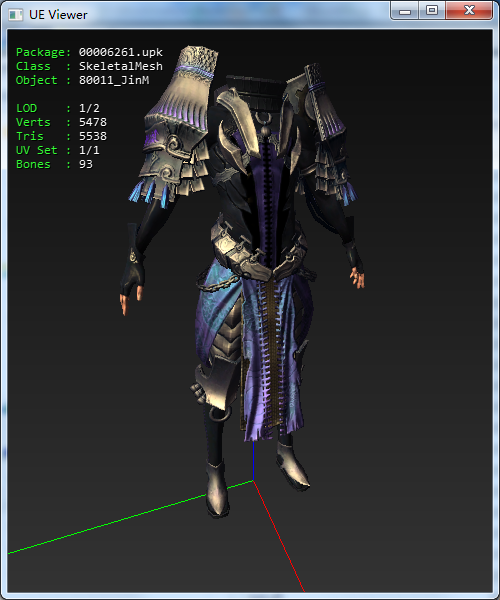 UE Viewer
Package: 00006261.upk
Class  : SkeletalMesh
Object : 80011_JinM
LOD    : 1/2
Verts  : 5478
Tris   : 5538
UV Set : 1/1
Bones  : 93